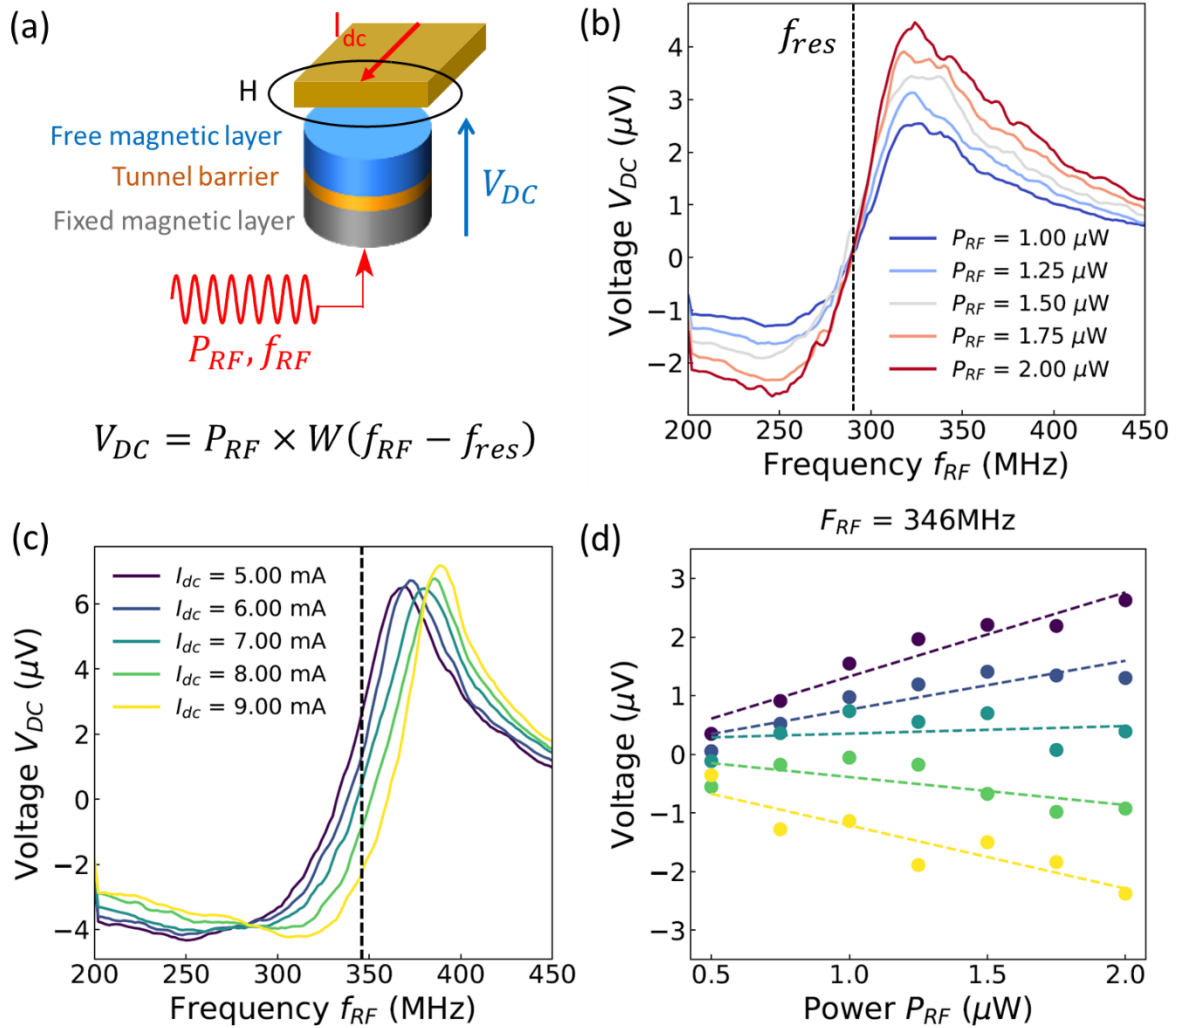 (a)
I_dc
H
Free magnetic layer
Tunnel barrier
Fixed magnetic layer
V_DC
P_RF, f_RF
V_DC = P_RF × W(f_RF − f_res)
(b)
f_res
Voltage V_DC (μV)
4
3
2
1
0
−1
−2
P_RF = 1.00 μW
P_RF = 1.25 μW
P_RF = 1.50 μW
P_RF = 1.75 μW
P_RF = 2.00 μW
200 250 300 350 400 450
Frequency f_RF (MHz)
(c)
Voltage V_DC (μV)
6
4
2
0
−2
−4
I_dc = 5.00 mA
I_dc = 6.00 mA
I_dc = 7.00 mA
I_dc = 8.00 mA
I_dc = 9.00 mA
200 250 300 350 400 450
Frequency f_RF (MHz)
(d)
F_RF = 346MHz
Voltage (μV)
3
2
1
0
−1
−2
−3
0.5 1.0 1.5 2.0
Power P_RF (μW)